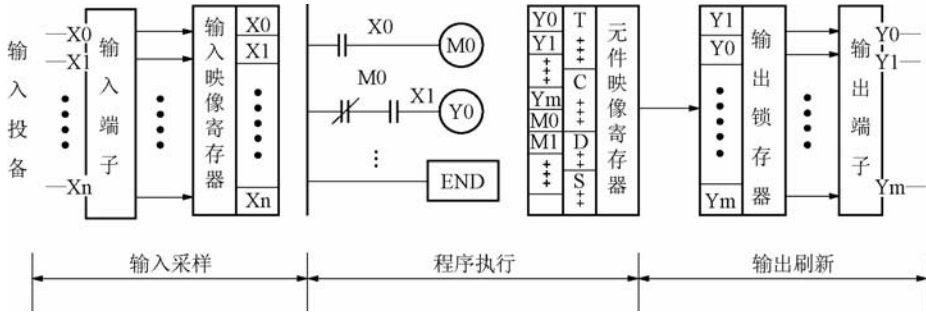 输入投备
X0
X1
Xn
输入端子
输入映像寄存器
X0
X1
Xn
X0
M0
M0
X1
Y0
END
Y0
Y1
Ym
M0
M1
T
C
D
S
元件映像寄存器
Y1
Y0
Ym
输出锁存器
输出端子
Y0
Y1
Ym
输入采样
程序执行
输出刷新